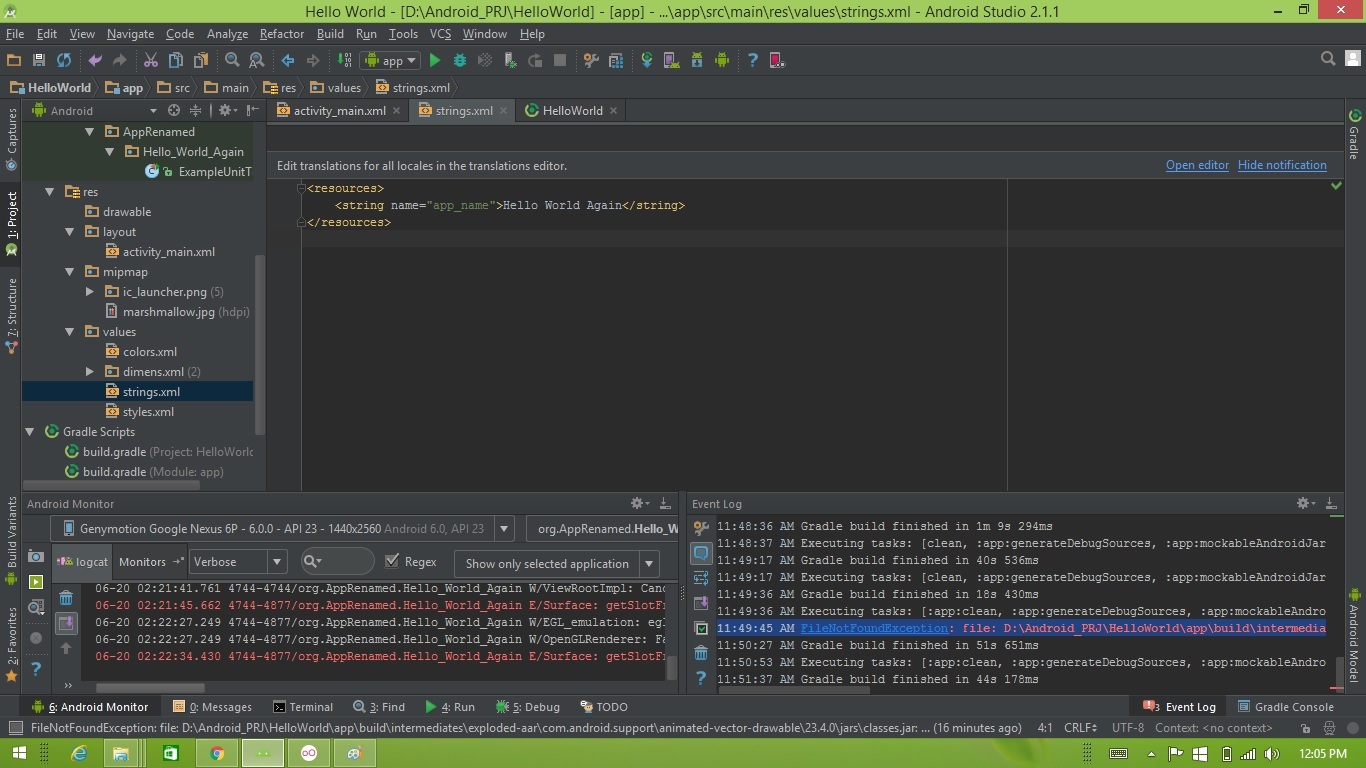 Hello World - [D:\Android_PRJ\HelloWorld] - [app] - ...\app\src\main\res\values\strings.xml - Android Studio 2.1.1
File Edit View Navigate Code Analyze Refactor Build Run Tools VCS Window Help
app
HelloWorld app src main res values strings.xml
Captures
1: Project
7: Structure
Build Variants
2: Favorites
Android
AppRenamed
Hello_World_Again
ExampleUnitT
res
drawable
layout
activity_main.xml
mipmap
ic_launcher.png (5)
marshmallow.jpg (hdpi)
values
colors.xml
dimens.xml (2)
strings.xml
styles.xml
Gradle Scripts
build.gradle (Project: HelloWorld
build.gradle (Module: app)
activity_main.xml strings.xml HelloWorld
Edit translations for all locales in the translations editor. Open editor Hide notification
<resources>
<string name="app_name">Hello World Again</string>
</resources>
Gradle
Android Model
Android Monitor
Genymotion Google Nexus 6P - 6.0.0 - API 23 - 1440x2560 Android 6.0, API 23
org.AppRenamed.Hello_W
logcat Monitors Verbose Regex Show only selected application
06-20 02:21:41.761 4744-4744/org.AppRenamed.Hello_World_Again W/ViewRootImpl: Canc
06-20 02:21:45.662 4744-4877/org.AppRenamed.Hello_World_Again E/Surface: getSlotFr
06-20 02:22:27.249 4744-4877/org.AppRenamed.Hello_World_Again W/EGL_emulation: egl
06-20 02:22:27.249 4744-4877/org.AppRenamed.Hello_World_Again W/OpenGLRenderer: Fa
06-20 02:22:34.430 4744-4877/org.AppRenamed.Hello_World_Again E/Surface: getSlotFr
Event Log
11:48:36 AM Gradle build finished in 1m 9s 294ms
11:48:37 AM Executing tasks: [clean, :app:generateDebugSources, :app:mockableAndroidJar
11:49:17 AM Gradle build finished in 40s 536ms
11:49:17 AM Executing tasks: [clean, :app:generateDebugSources, :app:mockableAndroidJar
11:49:36 AM Gradle build finished in 18s 430ms
11:49:36 AM Executing tasks: [:app:clean, :app:generateDebugSources, :app:mockableAndro
11:49:45 AM FileNotFoundException: file: D:\Android_PRJ\HelloWorld\app\build\intermedia
11:50:27 AM Gradle build finished in 51s 651ms
11:50:53 AM Executing tasks: [:app:clean, :app:generateDebugSources, :app:mockableAndro
11:51:37 AM Gradle build finished in 44s 178ms
6: Android Monitor 0: Messages Terminal 3: Find 4: Run 5: Debug TODO 3 Event Log Gradle Console
FileNotFoundException: file: D:\Android_PRJ\HelloWorld\app\build\intermediates\exploded-aar\com.android.support\animated-vector-drawable\23.4.0\jars\classes.jar: ... (16 minutes ago) 4:1 CRLF UTF-8 Context: <no context>
12:05 PM